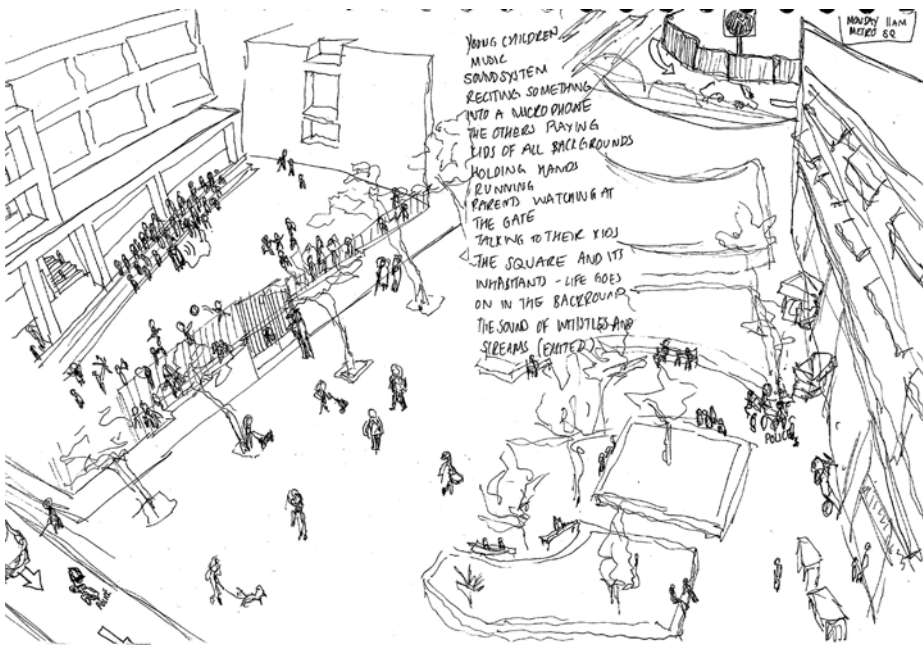 MONDAY 11AM
METRO SQ
YOUNG CHILDREN
MUSIC
SOUNDSYSTEM
RECITING SOMETHING
INTO A MICROPHONE
THE OTHERS PLAYING
KIDS OF ALL BACKGROUNDS
HOLDING HANDS
RUNNING
PARENTS WATCHING AT
THE GATE
TALKING TO THEIR KIDS
THE SQUARE AND ITS
INHABITANTS - LIFE GOES
ON IN THE BACKROUND
THE SOUND OF WHISTLES AND
SCREAMS (EXCITED)
POLICE